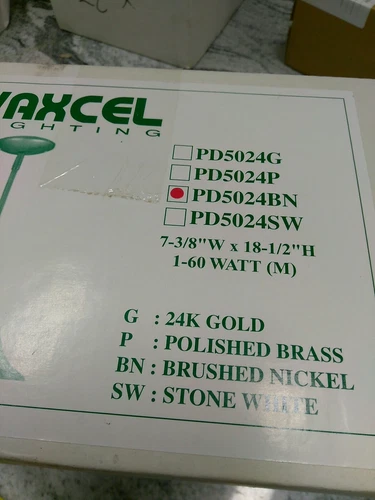 VAXCEL
LIGHTING
PD5024G
PD5024P
PD5024BN
PD5024SW
7-3/8"W x 18-1/2"H
1-60 WATT (M)
G : 24K GOLD
P : POLISHED BRASS
BN : BRUSHED NICKEL
SW : STONE WHITE